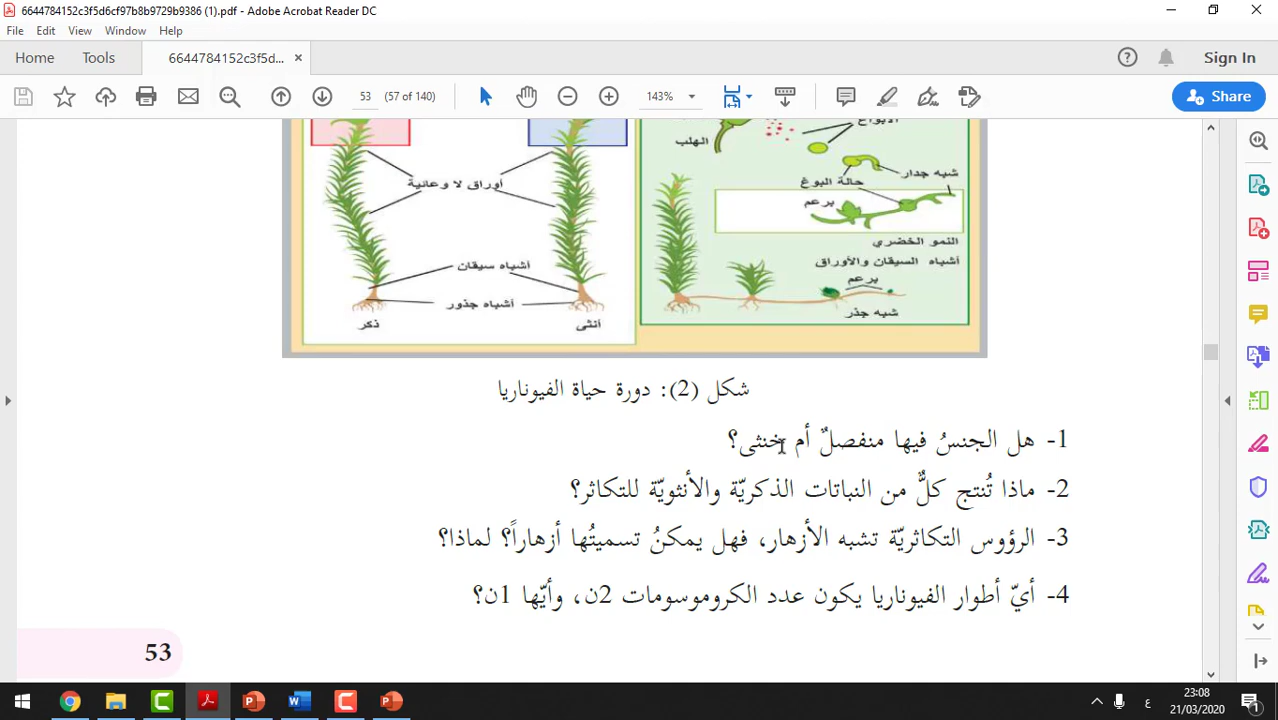 6644784152c3f5d6cf97b8b9729b9386 (1).pdf - Adobe Acrobat Reader DC
File Edit View Window Help
Home Tools 6644784152c3f5d... × Sign In
53 (57 of 140) 143% Share
الأبواغ
الهلب
شبه جدار
حالة البوغ
برعم
النمو الخضري
أشباه السيقان والأوراق
برعم
شبه جذر
أوراق لا وعائية
أشباه سيقان
أشباه جذور
أنثى
ذكر
شكل (2): دورة حياة الفيوناريا
1- هل الجنسُ فيها منفصلٌ أم خنثى؟
2- ماذا تُنتج كلٌّ من النباتات الذكريّة والأنثويّة للتكاثر؟
3- الرؤوس التكاثريّة تشبه الأزهار، فهل يمكنُ تسميتُها أزهاراً؟ لماذا؟
4- أيّ أطوار الفيوناريا يكون عدد الكروموسومات 2ن، وأيّها 1ن؟
53
ع 23:08
21/03/2020
1